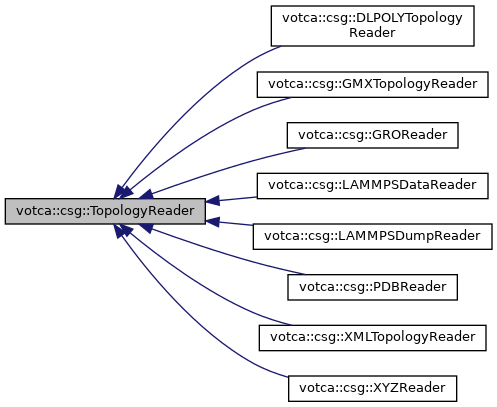 votca::csg::DLPOLYTopology
Reader
votca::csg::GMXTopologyReader
votca::csg::GROReader
votca::csg::LAMMPSDataReader
votca::csg::TopologyReader
votca::csg::LAMMPSDumpReader
votca::csg::PDBReader
votca::csg::XMLTopologyReader
votca::csg::XYZReader